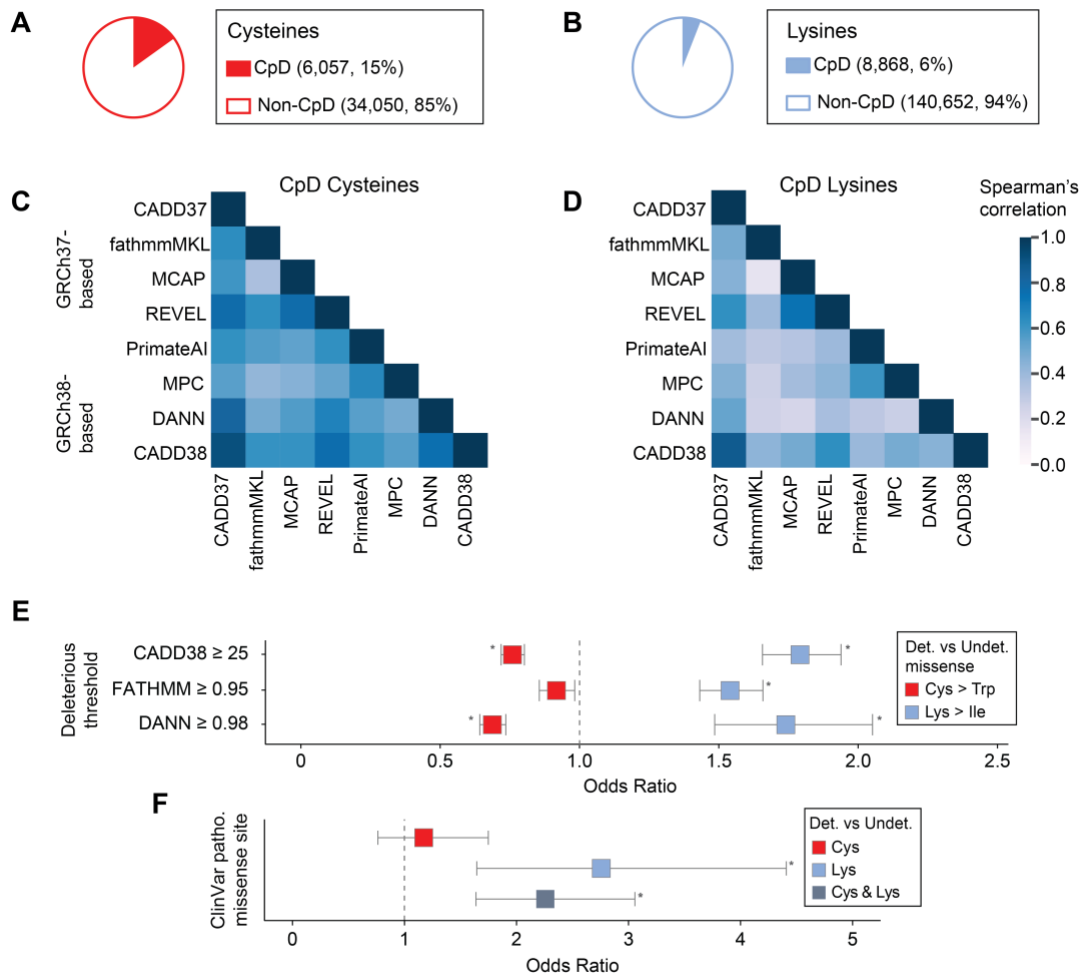 A
Cysteines
CpD (6,057, 15%)
Non-CpD (34,050, 85%)
B
Lysines
CpD (8,868, 6%)
Non-CpD (140,652, 94%)
C
CpD Cysteines
GRCh37-
based
GRCh38-
based
CADD37
fathmmMKL
MCAP
REVEL
PrimateAI
MPC
DANN
CADD38
CADD37
fathmmMKL
MCAP
REVEL
PrimateAI
MPC
DANN
CADD38
D
CpD Lysines
CADD37
fathmmMKL
MCAP
REVEL
PrimateAI
MPC
DANN
CADD38
CADD37
fathmmMKL
MCAP
REVEL
PrimateAI
MPC
DANN
CADD38
Spearman's
correlation
1.0
0.8
0.6
0.4
0.2
0.0
E
Deleterious
threshold
CADD38 ≥ 25
FATHMM ≥ 0.95
DANN ≥ 0.98
* *
*
* *
Det. vs Undet.
missense
Cys > Trp
Lys > Ile
0 0.5 1.0 1.5 2.0 2.5
Odds Ratio
F
ClinVar patho.
missense site
*
*
Det. vs Undet.
Cys
Lys
Cys & Lys
0 1 2 3 4 5
Odds Ratio